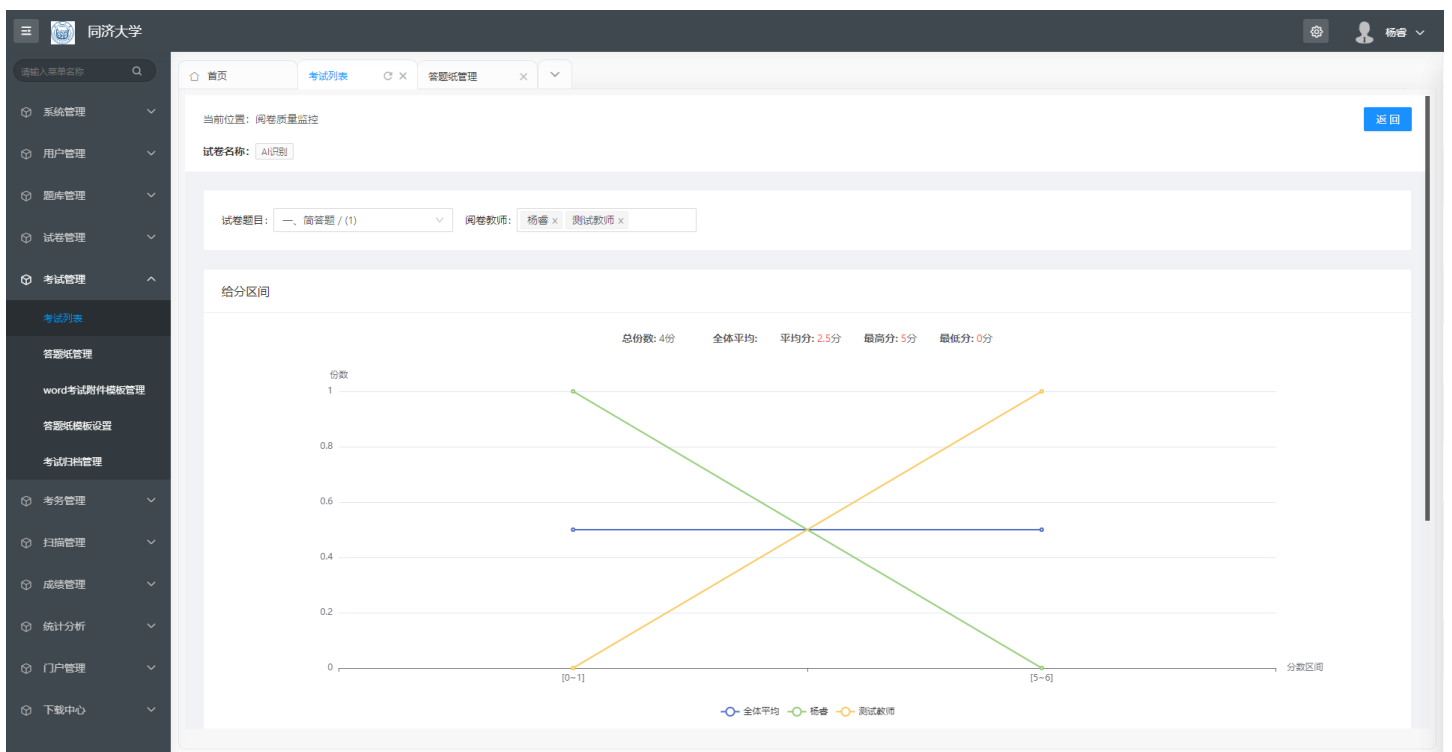 同济大学
杨睿
请输入菜单名称
首页
考试列表
答题纸管理
系统管理
用户管理
题库管理
试卷管理
考试管理
考试列表
答题纸管理
word考试附件模板管理
答题纸模板设置
考试归档管理
考务管理
扫描管理
成绩管理
统计分析
门户管理
下载中心
当前位置：阅卷质量监控
返回
试卷名称： AI识别
试卷题目： 一、简答题 / (1) 阅卷教师： 杨睿 × 测试教师 ×
给分区间
总份数: 4份 全体平均: 平均分: 2.5分 最高分: 5分 最低分: 0分
份数
1
0.8
0.6
0.4
0.2
0
分数区间
[0~1] [5~6]
全体平均 杨睿 测试教师